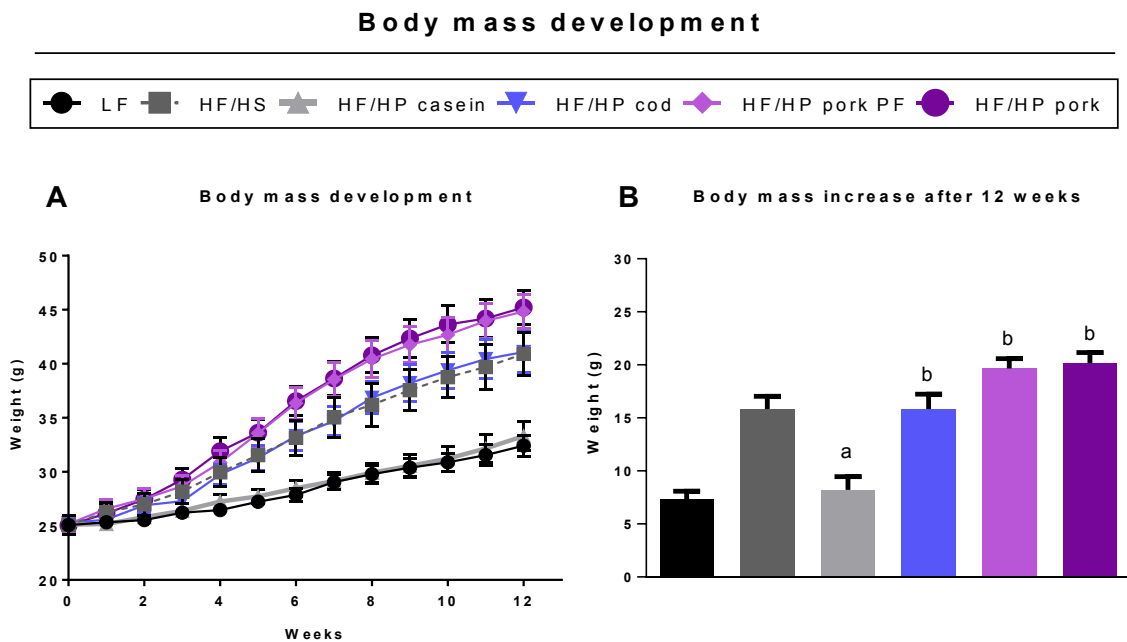 Body mass development
LF HF/HS HF/HP casein HF/HP cod HF/HP pork PF HF/HP pork
A Body mass development
50
45
40
35
30
25
20
Weight (g)
0 2 4 6 8 10 12
Weeks
B Body mass increase after 12 weeks
30
25
20
15
10
5
0
Weight (g)
a b b b